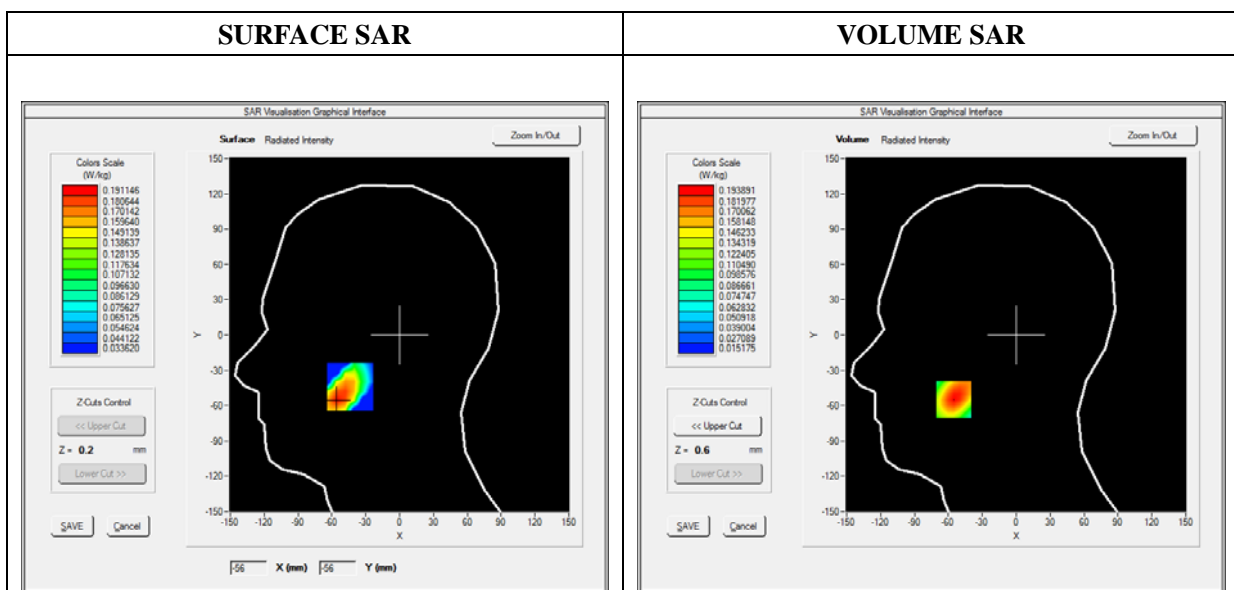 SURFACE SAR
SAR Visualisation Graphical Interface
Surface Radiated Intensity
Zoom In/Out
Colors Scale
(W/kg)
0.191146
0.180644
0.170142
0.159640
0.149139
0.138637
0.128135
0.117634
0.107132
0.096630
0.086129
0.075627
0.065125
0.054624
0.044122
0.033620
Z-Cuts Control
<< Upper Cut
Z = 0.2 mm
Lower Cut >>
SAVE Cancel
150
120
90
60
30
0
-30
-60
-90
-120
-150
Y
-150 -120 -90 -60 -30 0 30 60 90 120 150
X
-56 X (mm) -56 Y (mm)
VOLUME SAR
SAR Visualisation Graphical Interface
Volume Radiated Intensity
Zoom In/Out
Colors Scale
(W/kg)
0.193891
0.181977
0.170062
0.158148
0.146233
0.134319
0.122405
0.110490
0.098576
0.086661
0.074747
0.062832
0.050918
0.039004
0.027089
0.015175
Z-Cuts Control
<< Upper Cut
Z = 0.6 mm
Lower Cut >>
SAVE Cancel
150
120
90
60
30
0
-30
-60
-90
-120
-150
Y
-150 -120 -90 -60 -30 0 30 60 90 120 150
X